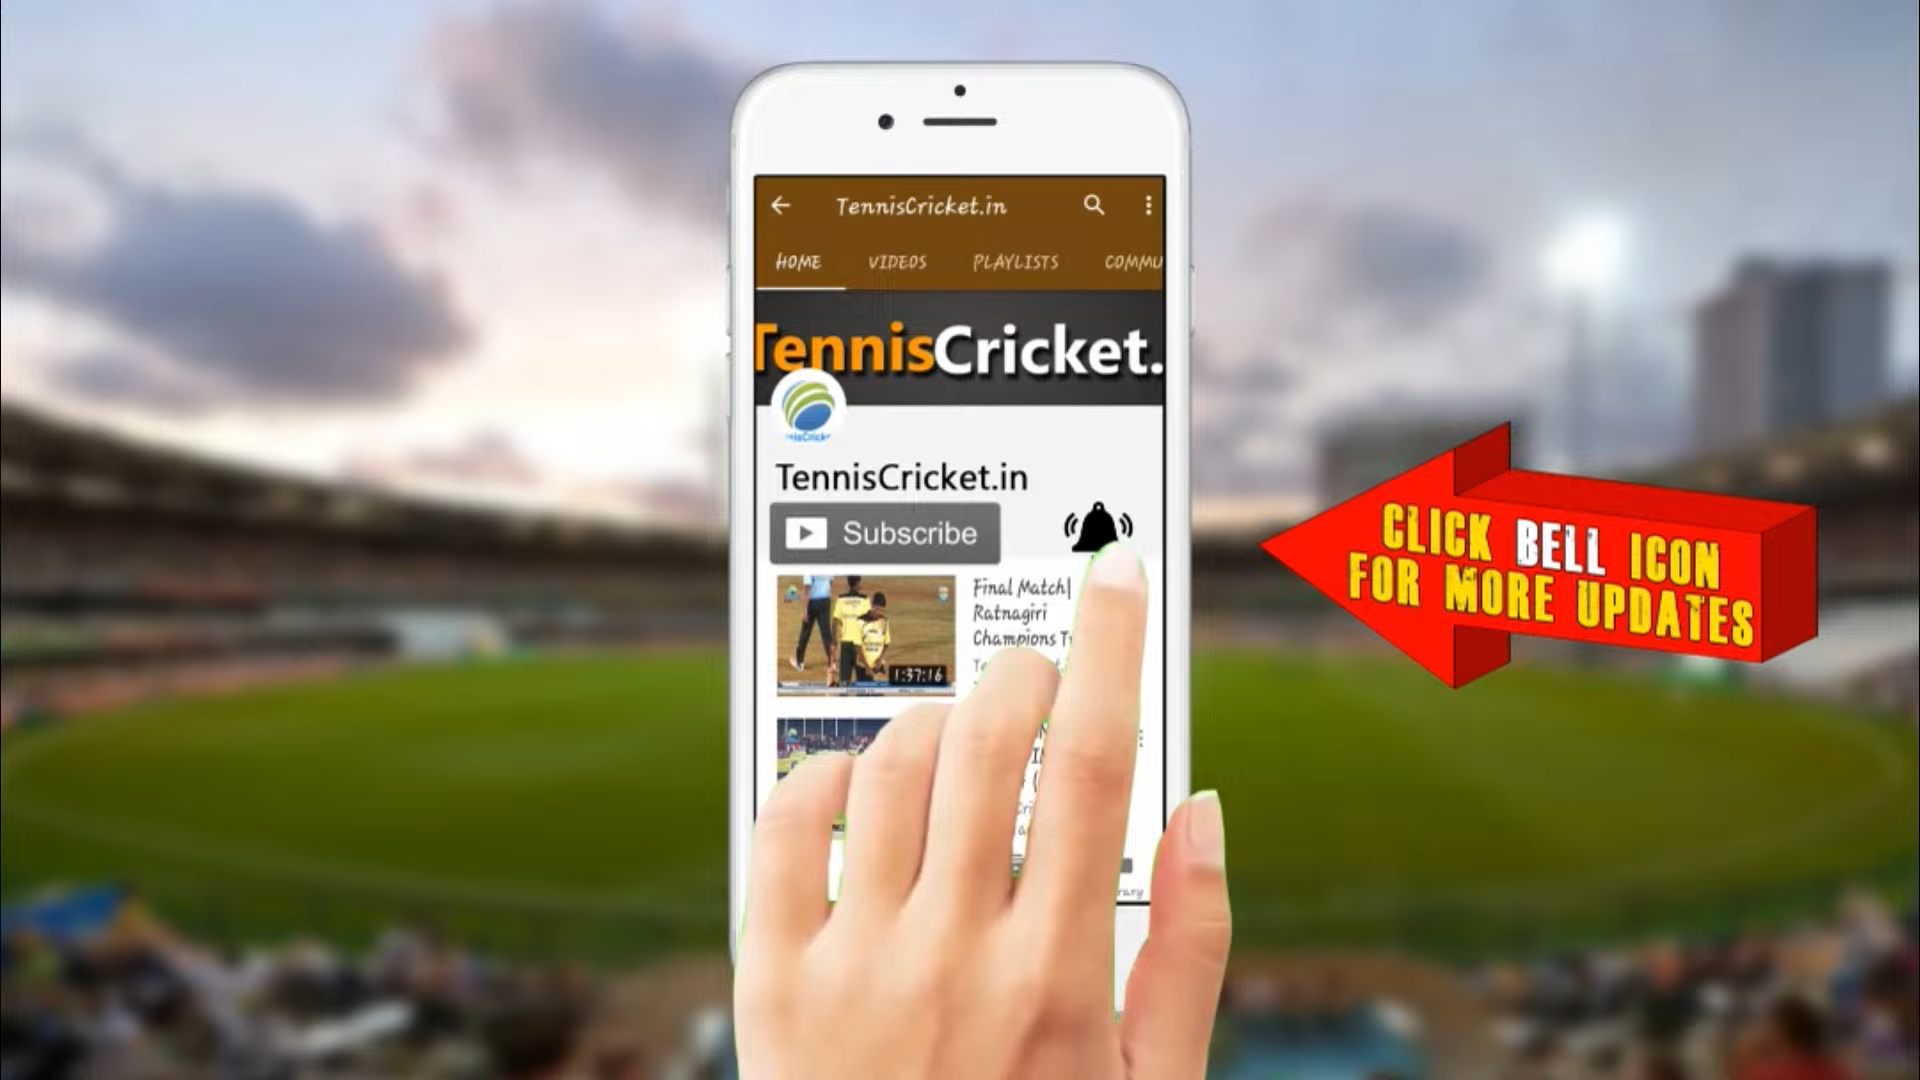 TennisCricket.in
HOME VIDEOS PLAYLISTS COMMU
TennisCricket.
TennisCricket.in
Subscribe
Final Match|
Ratnagiri
Champions
1:37:16
CLICK BELL ICON
FOR MORE UPDATES